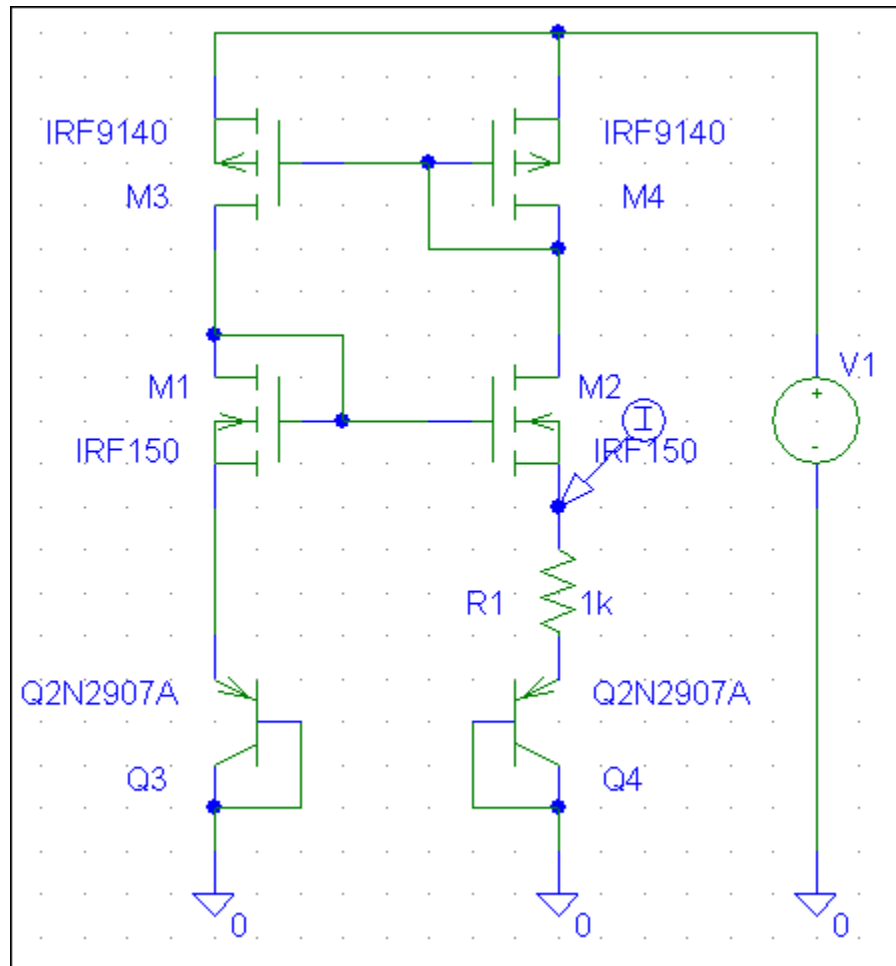 IRF9140
IRF9140
M3
M4
M1
M2
V1
+
I
IRF150
IRF150
-
R1
1k
Q2N2907A
Q2N2907A
Q3
Q4
0
0
0